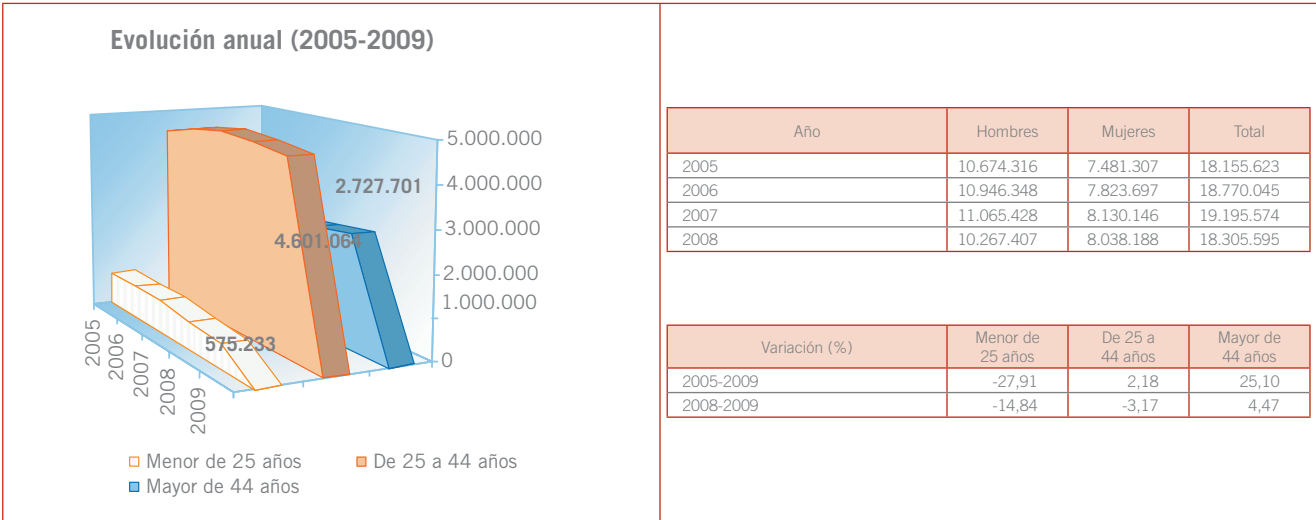 Evolución anual (2005-2009)
5.000.000
4.000.000
3.000.000
2.000.000
1.000.000
0
2.727.701
4.601.064
575.233
2005
2006
2007
2008
2009
Menor de 25 años
De 25 a 44 años
Mayor de 44 años
Año Hombres Mujeres Total
2005 10.674.316 7.481.307 18.155.623
2006 10.946.348 7.823.697 18.770.045
2007 11.065.428 8.130.146 19.195.574
2008 10.267.407 8.038.188 18.305.595
Variación (%) Menor de 25 años De 25 a 44 años Mayor de 44 años
2005-2009 -27,91 2,18 25,10
2008-2009 -14,84 -3,17 4,47